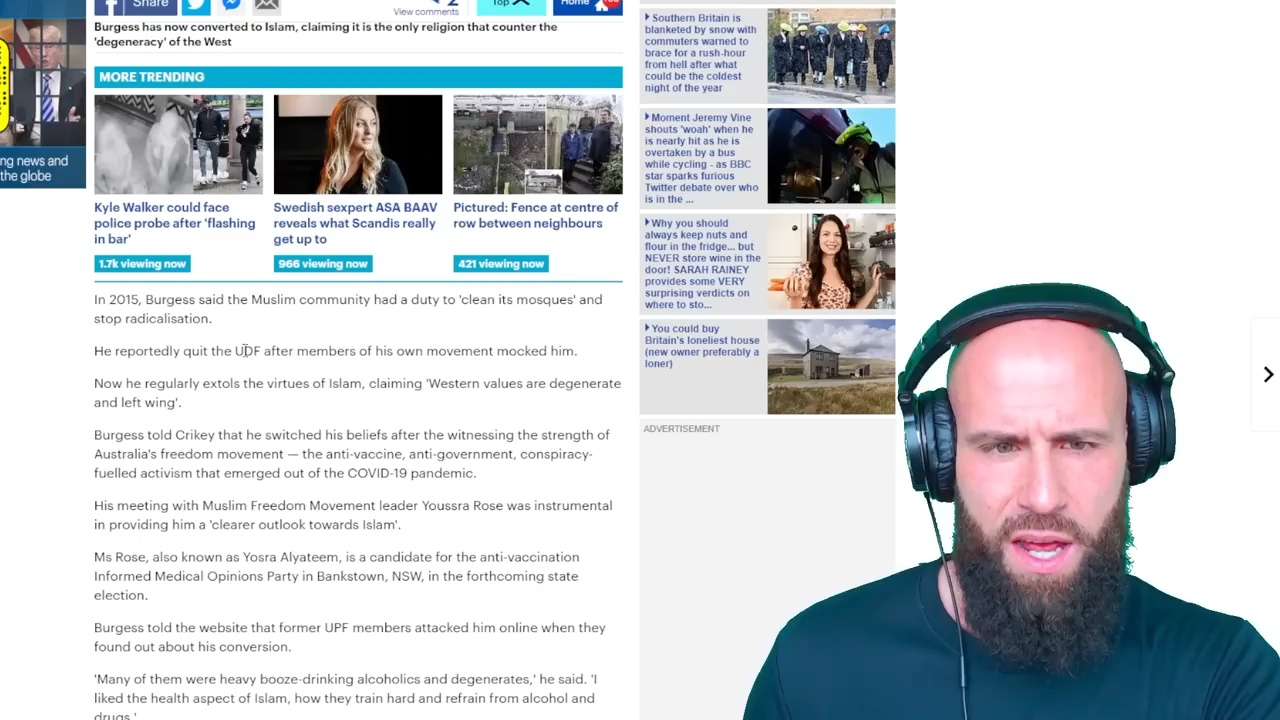 Share
View comments
2
Top
Home
Burgess has now converted to Islam, claiming it is the only religion that counter the
'degeneracy' of the West
MORE TRENDING
Kyle Walker could face
police probe after 'flashing
in bar'
1.7k viewing now
Swedish sexpert ASA BAAV
reveals what Scandis really
get up to
966 viewing now
Pictured: Fence at centre of
row between neighbours
421 viewing now
In 2015, Burgess said the Muslim community had a duty to 'clean its mosques' and
stop radicalisation.
He reportedly quit the UDF after members of his own movement mocked him.
Now he regularly extols the virtues of Islam, claiming 'Western values are degenerate
and left wing'.
Burgess told Crikey that he switched his beliefs after the witnessing the strength of
Australia's freedom movement — the anti-vaccine, anti-government, conspiracy-
fuelled activism that emerged out of the COVID-19 pandemic.
His meeting with Muslim Freedom Movement leader Youssra Rose was instrumental
in providing him a 'clearer outlook towards Islam'.
Ms Rose, also known as Yosra Alyateem, is a candidate for the anti-vaccination
Informed Medical Opinions Party in Bankstown, NSW, in the forthcoming state
election.
Burgess told the website that former UPF members attacked him online when they
found out about his conversion.
'Many of them were heavy booze-drinking alcoholics and degenerates,' he said. 'I
liked the health aspect of Islam, how they train hard and refrain from alcohol and
drugs.'
ng news and
the globe
Southern Britain is
blanketed by snow with
commuters warned to
brace for a rush-hour
from hell after what
could be the coldest
night of the year
Moment Jeremy Vine
shouts 'woah' when he
is nearly hit as he is
overtaken by a bus
while cycling - as BBC
star sparks furious
Twitter debate over who
is in the ...
Why you should
always keep nuts and
flour in the fridge... but
NEVER store wine in the
door! SARAH RAINEY
provides some VERY
surprising verdicts on
where to sto...
You could buy
Britain's loneliest house
(new owner preferably a
loner)
ADVERTISEMENT